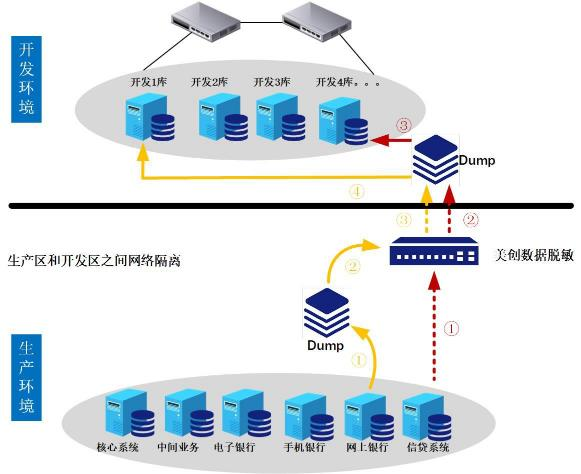 开发环境
开发1库 开发2库 开发3库 开发4库。。。
③
Dump
④
③ ②
生产区和开发区之间网络隔离
美创数据脱敏
②
①
Dump
①
生产环境
核心系统 中间业务 电子银行 手机银行 网上银行 信贷系统